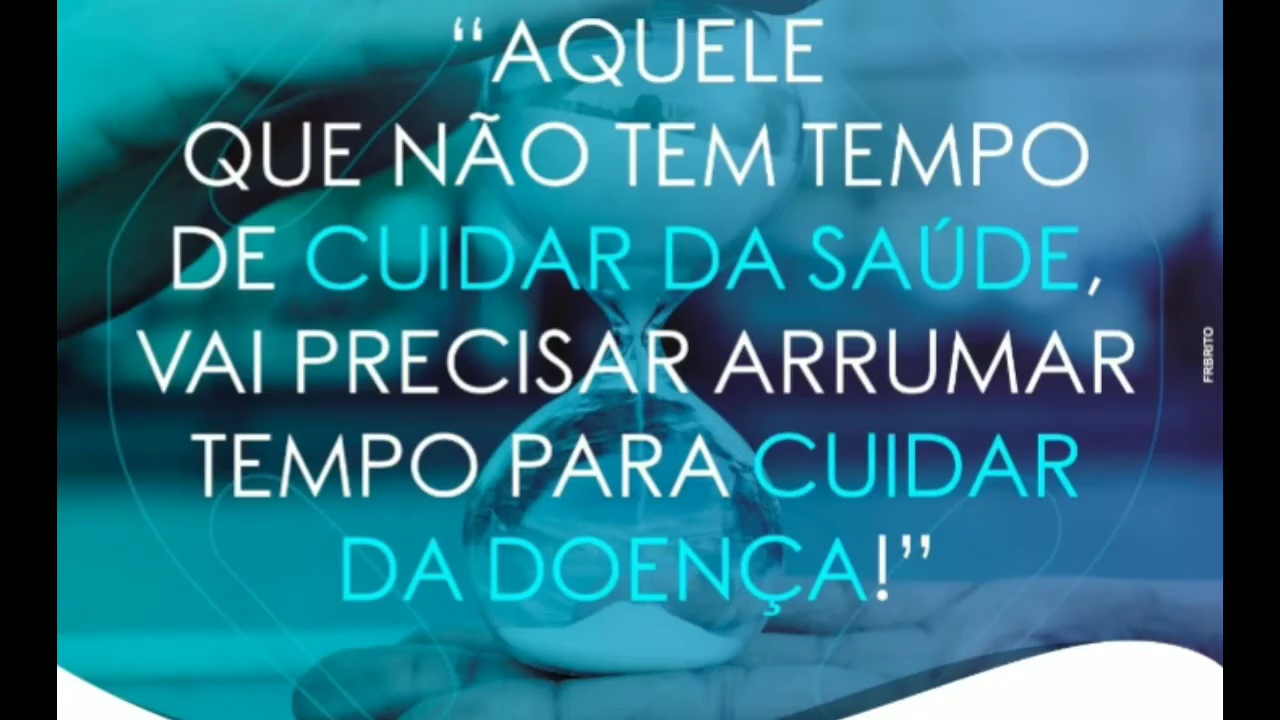 “AQUELE
QUE NÃO TEM TEMPO
DE CUIDAR DA SAÚDE,
VAI PRECISAR ARRUMAR
TEMPO PARA CUIDAR
DA DOENÇA!”
FRBRITO